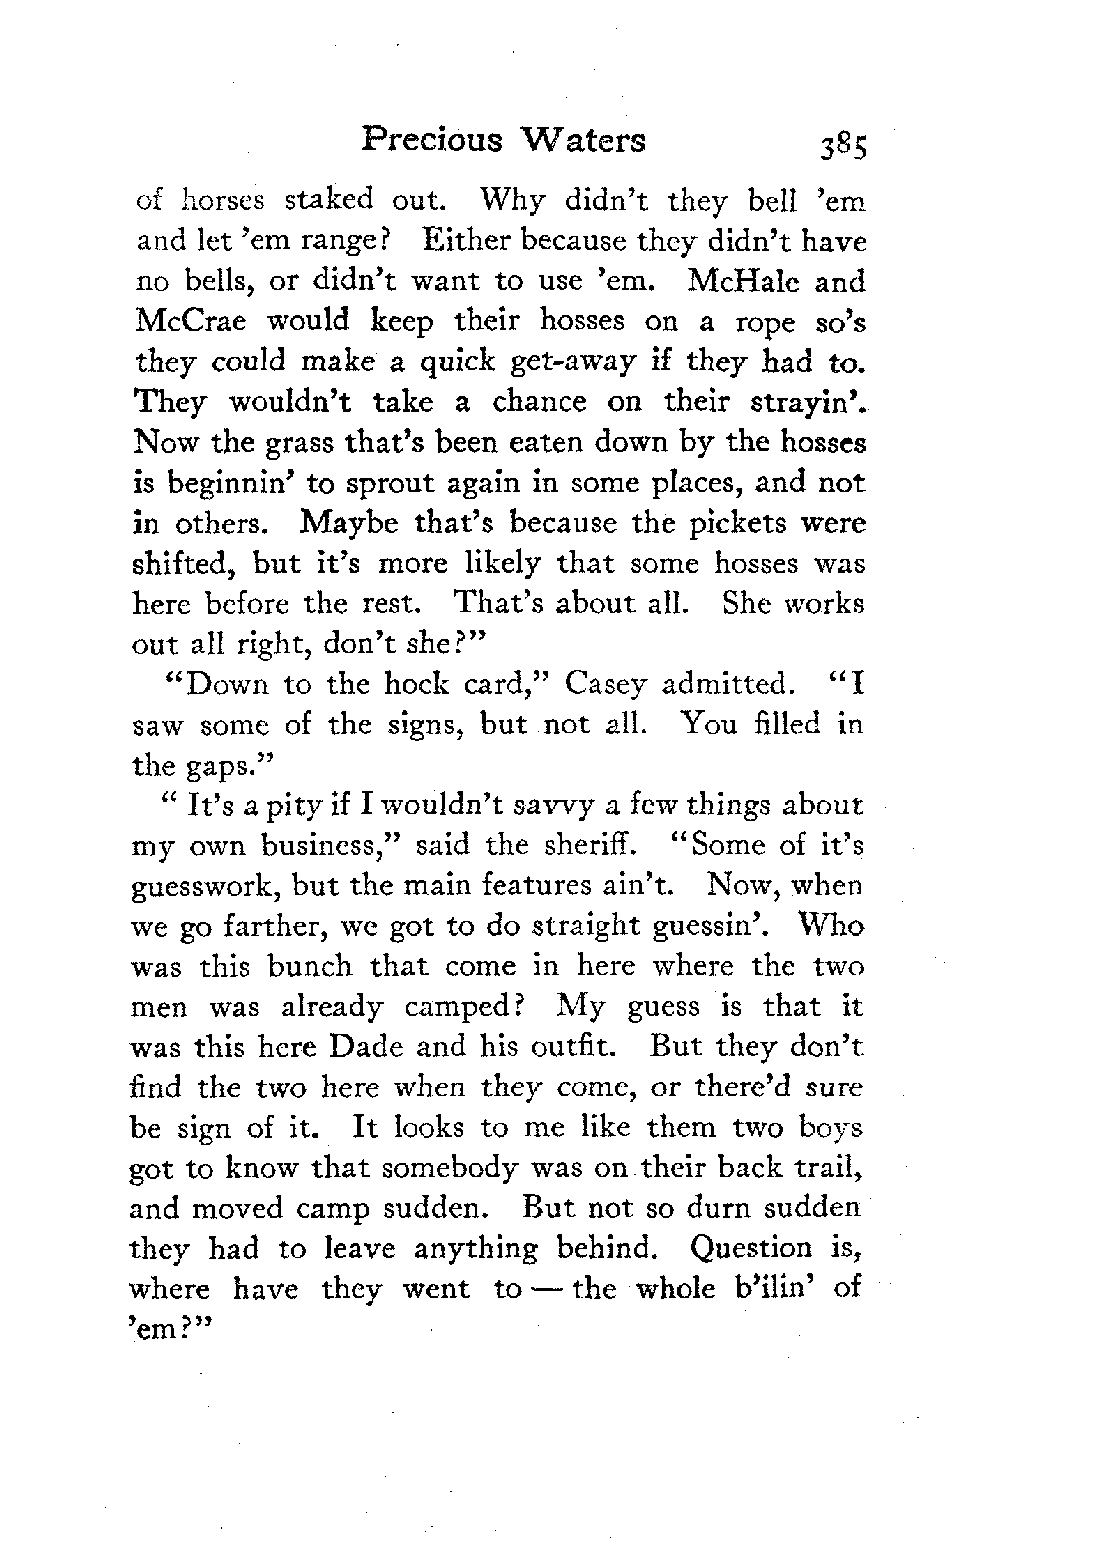 Precious Waters 385
of horses staked out. Why didn't they bell 'em
and let 'em range? Either because they didn't have
no bells, or didn't want to use 'em. McHale and
McCrae would keep their hosses on a rope so's
they could make a quick get-away if they had to.
They wouldn't take a chance on their strayin'.
Now the grass that's been eaten down by the hosses
is beginnin' to sprout again in some places, and not
in others. Maybe that's because the pickets were
shifted, but it's more likely that some hosses was
here before the rest. That's about all. She works
out all right, don't she?"
"Down to the hock card," Casey admitted. "I
saw some of the signs, but not all. You filled in
the gaps."
"It's a pity if I wouldn't savvy a few things about
my own business," said the sheriff. "Some of it's
guesswork, but the main features ain't. Now, when
we go farther, we got to do straight guessin'. Who
was this bunch that come in here where the two
men was already camped? My guess is that it
was this here Dade and his outfit. But they don't
find the two here when they come, or there'd sure
be sign of it. It looks to me like them two boys
got to know that somebody was on their back trail,
and moved camp sudden. But not so durn sudden
they had to leave anything behind. Question is,
where have they went to — the whole b'ilin' of
'em?"